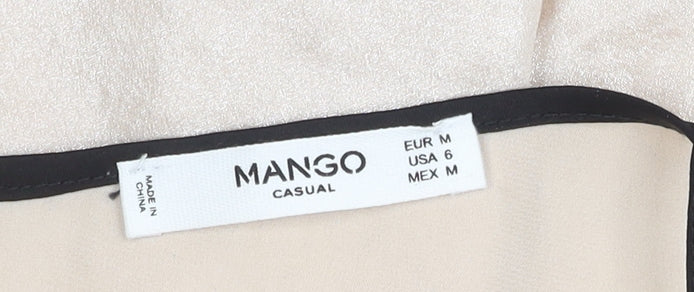 MADE IN
CHINA
MANGO
CASUAL
EUR M
USA 6
MEX M